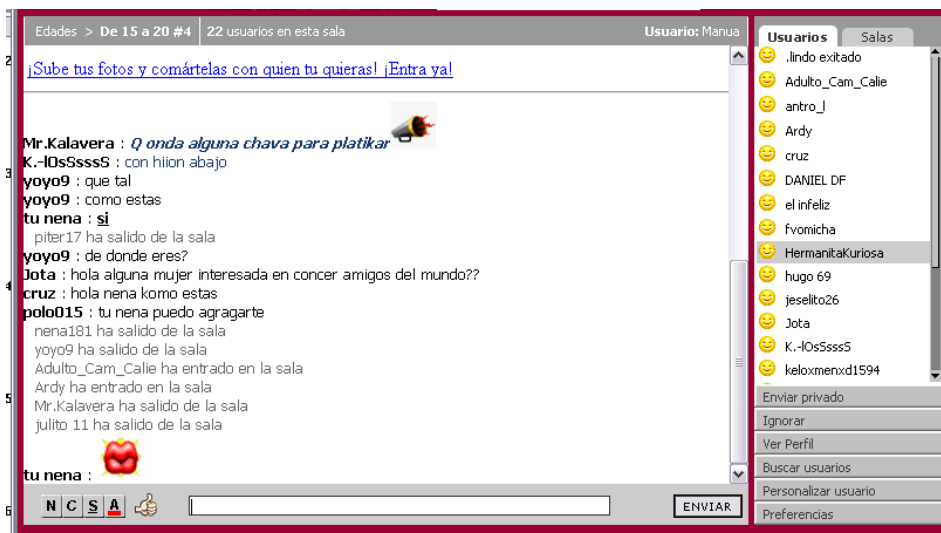 Edades > De 15 a 20 #4 22 usuarios en esta sala Usuario: Manua
¡Sube tus fotos y comártelas con quien tu quieras! ¡Entra ya!
Mr.Kalavera : Q onda alguna chava para platikar
K.-lOsSsssS : con hiion abajo
yoyo9 : que tal
yoyo9 : como estas
tu nena : si
piter17 ha salido de la sala
yoyo9 : de donde eres?
Jota : hola alguna mujer interesada en concer amigos del mundo??
cruz : hola nena komo estas
polo015 : tu nena puedo agragarte
nena181 ha salido de la sala
yoyo9 ha salido de la sala
Adulto_Cam_Calie ha entrado en la sala
Ardy ha entrado en la sala
Mr.Kalavera ha salido de la sala
julito 11 ha salido de la sala
tu nena :
N C S A
ENVIAR
Usuarios Salas
.lindo exitado
Adulto_Cam_Calie
antro_l
Ardy
cruz
DANIEL DF
el infeliz
fvomicha
HermanitaKuriosa
hugo 69
jeselito26
Jota
K.-lOsSsssS
keloxmenxd1594
Enviar privado
Ignorar
Ver Perfil
Buscar usuarios
Personalizar usuario
Preferencias